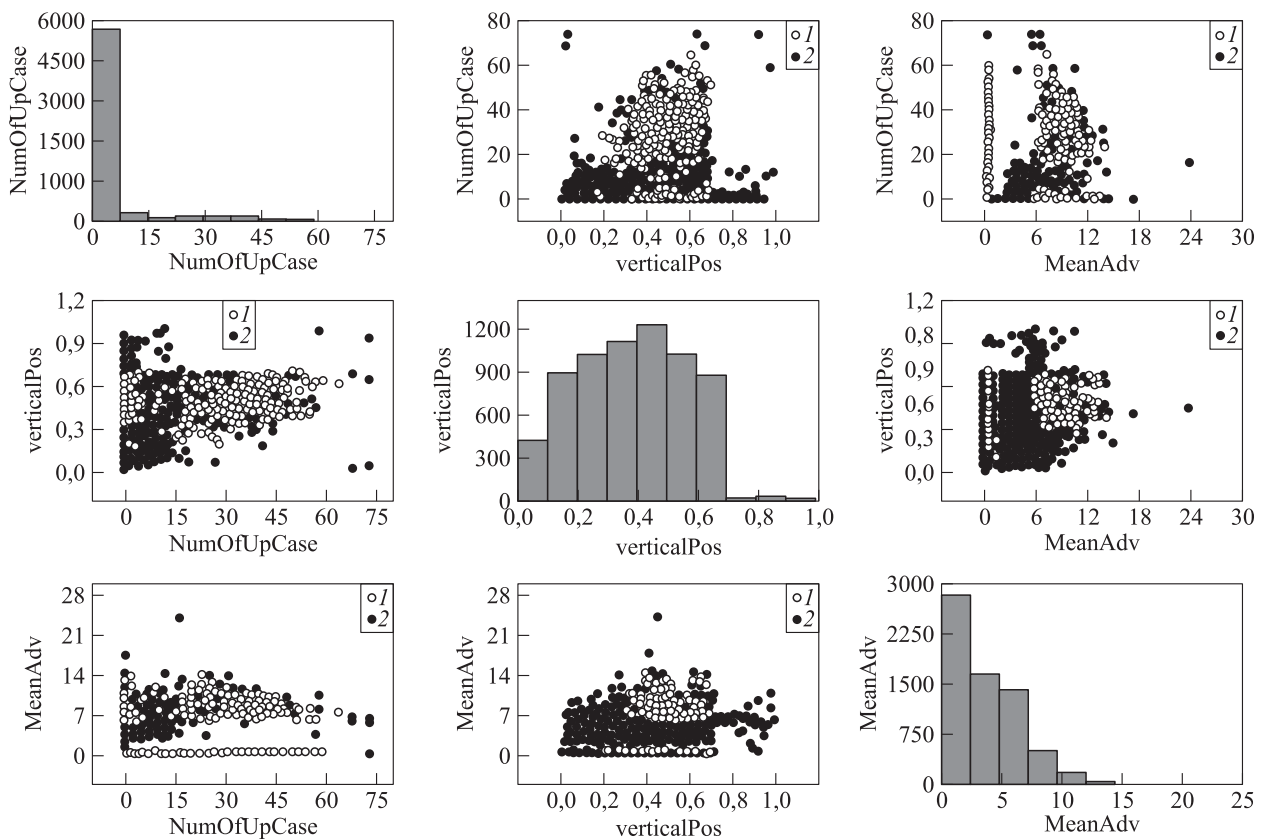 6000
4500
3000
1500
1000
0
NumOfUpCase
0 15 30 45 60 75
NumOfUpCase
80
60
40
20
0
NumOfUpCase
1
2
0,0 0,2 0,4 0,6 0,8 1,0
verticalPos
80
60
40
20
0
NumOfUpCase
1
2
0 6 12 18 24 30
MeanAdv
1,2
0,9
0,6
0,3
0,0
verticalPos
1
2
0 15 30 45 60 75
NumOfUpCase
1200
900
600
300
0
verticalPos
0,0 0,2 0,4 0,6 0,8 1,0
verticalPos
1,2
0,8
0,9
0,6
0,3
0,0
verticalPos
1
2
0 6 12 18 24 30
MeanAdv
28
21
14
7
0
MeanAdv
1
2
0 15 30 45 60 75
NumOfUpCase
28
21
14
7
0
MeanAdv
1
2
0,0 0,2 0,4 0,6 0,8 1,0
verticalPos
3000
2250
1500
750
0
MeanAdv
0 5 10 15 20 25
MeanAdv